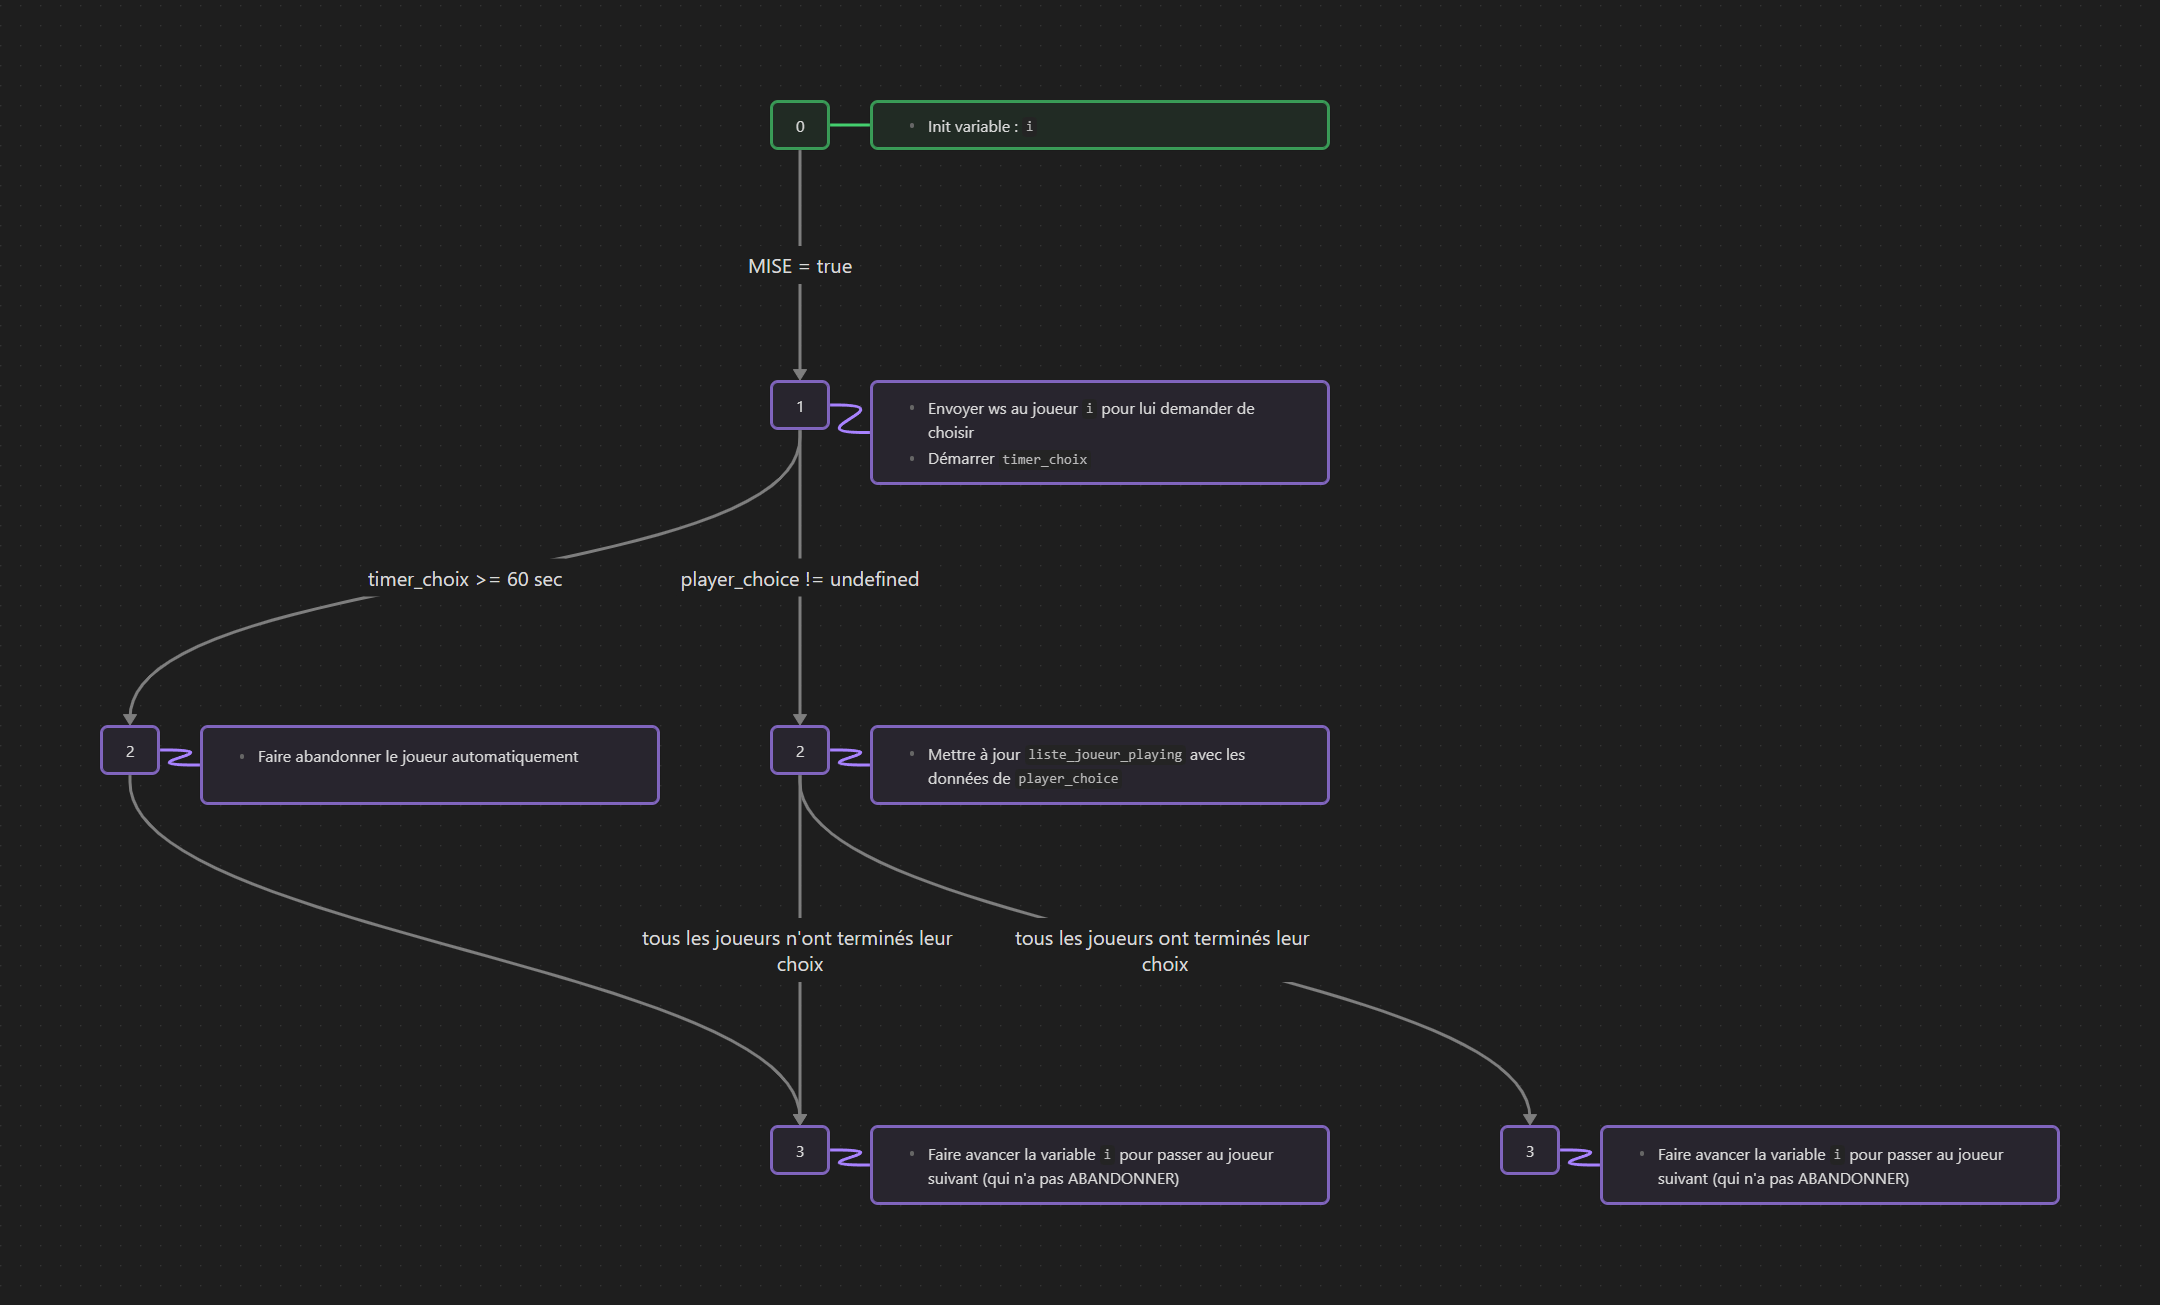 0
Init variable : i
MISE = true
1
Envoyer ws au joueur i pour lui demander de
choisir
Démarrer timer_choix
timer_choix >= 60 sec
player_choice != undefined
2
Faire abandonner le joueur automatiquement
2
Mettre à jour liste_joueur_playing avec les
données de player_choice
tous les joueurs n'ont terminés leur
choix
tous les joueurs ont terminés leur
choix
3
Faire avancer la variable i pour passer au joueur
suivant (qui n'a pas ABANDONNER)
3
Faire avancer la variable i pour passer au joueur
suivant (qui n'a pas ABANDONNER)